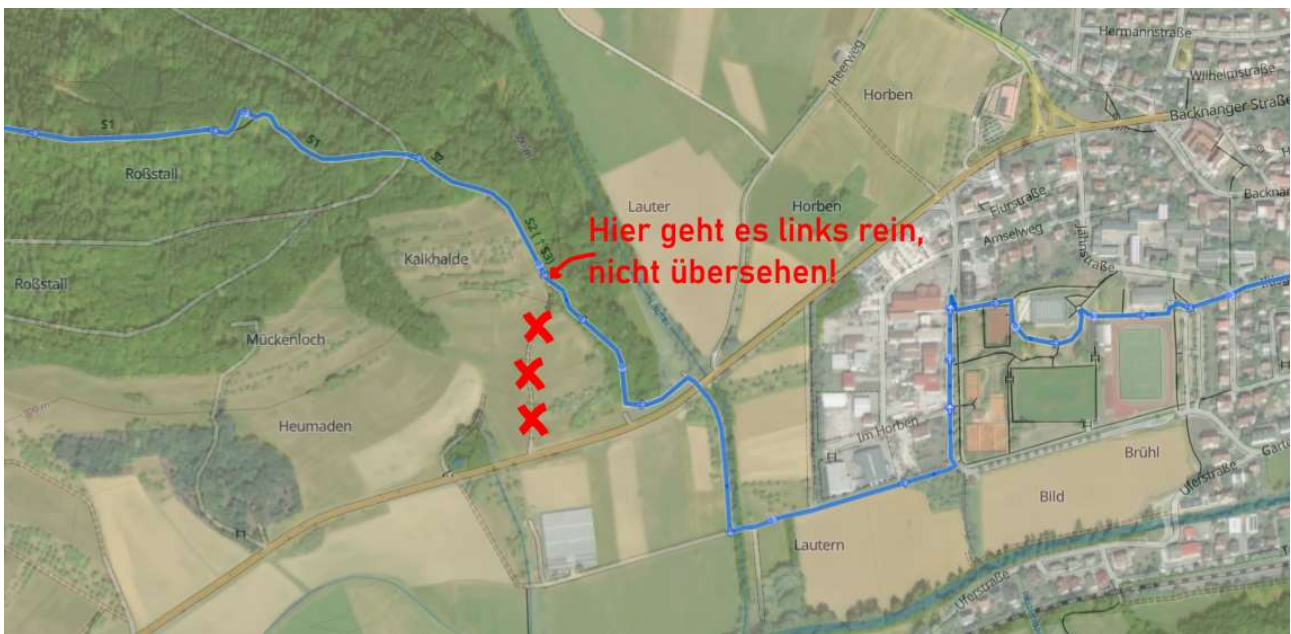 Hermannstraße
Wilhelmstraße
Backnanger Straße
Heerweg
Horben
S1
S1
S2
Roßstall
Lauter
Horben
Flurstraße
Amselweg
Jahnstraße
S2 (↑ S3)
Hier geht es links rein,
nicht übersehen!
Kalkhalde
Roßstall
Mückenloch
Heumaden
Im Horben
Brühl
Bild
Uferstraße
Lautern
Uferstraße